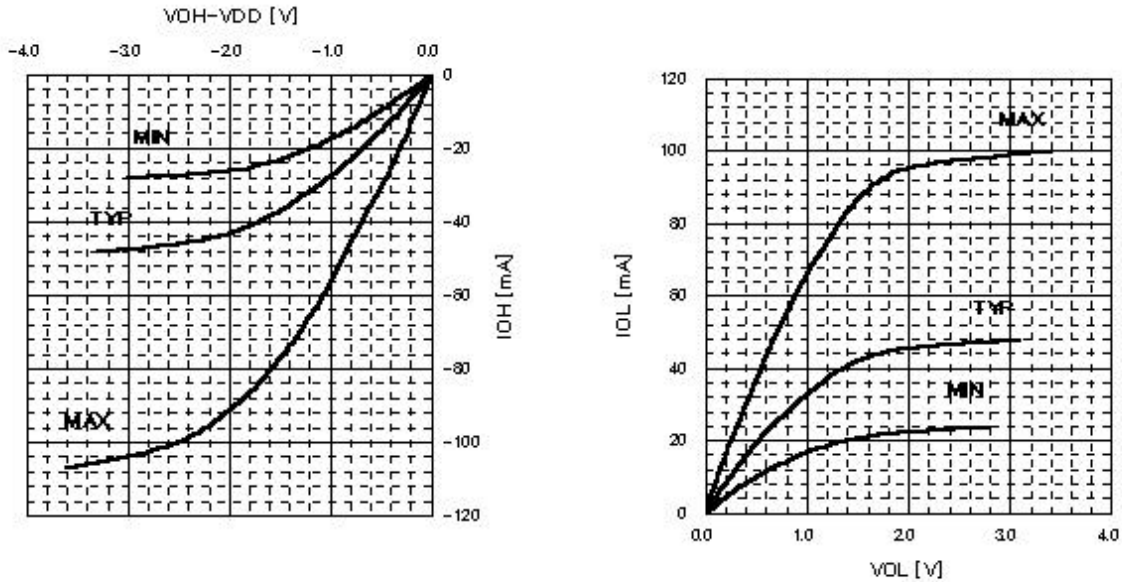 VOH-VDD [V]
-4.0 -3.0 -2.0 -1.0 0.0
0
-20
-40
-60
-80
-100
-120
IOH [mA]
MIN
TYP
MAX
120
100
80
60
40
20
0
IOL [mA]
MAX
TYP
MIN
0.0 1.0 2.0 3.0 4.0
VOL [V]